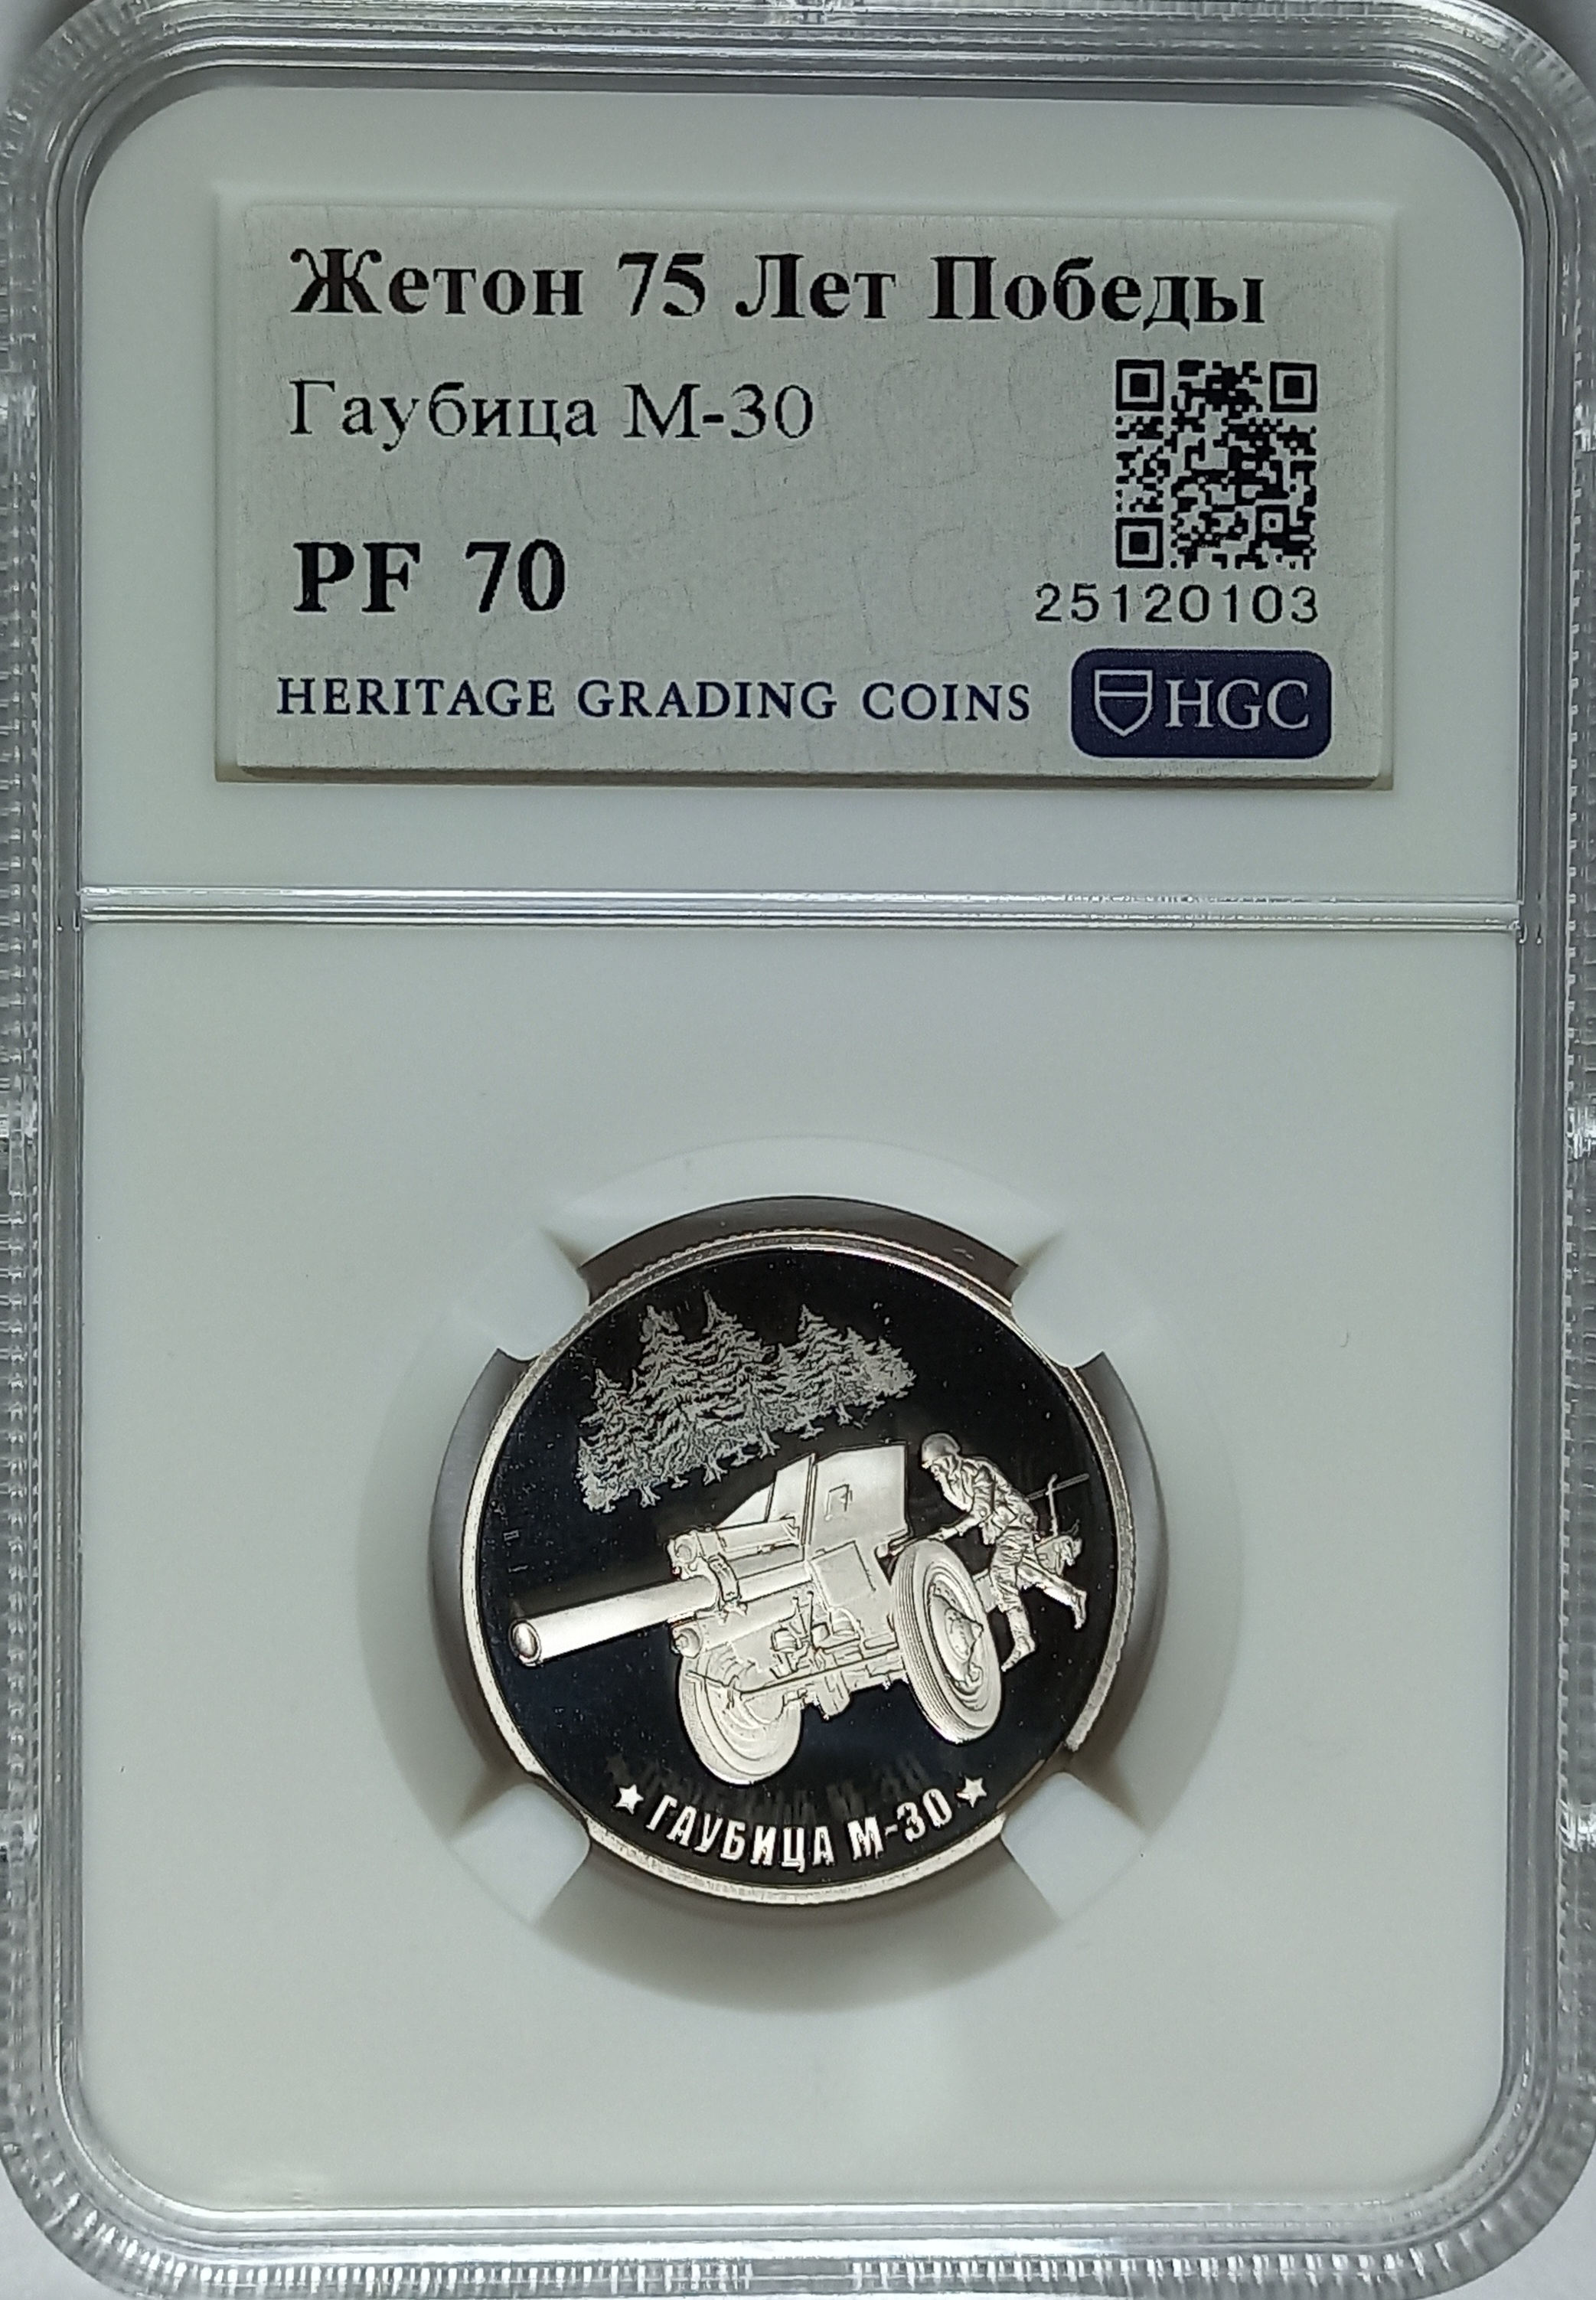 Жетон 75 Лет Победы
Гаубица М-30
PF 70
25120103
HERITAGE GRADING COINS
HGC
ГАУБИЦА М-30